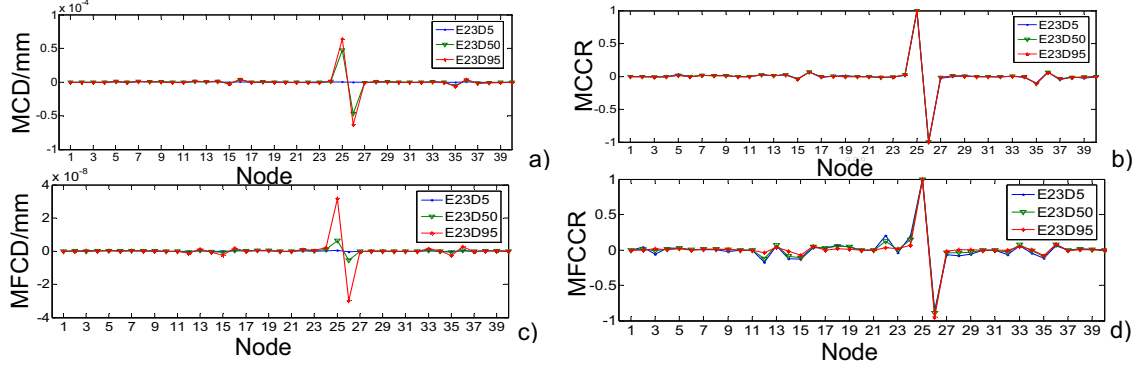 x 10-4
1
0.5
0
-0.5
-1
MCD/mm
E23D5
E23D50
E23D95
1 3 5 7 9 11 13 15 17 19 21 23 25 27 29 31 33 35 37 39
Node
a)
1
0.5
0
-0.5
-1
MCCR
E23D5
E23D50
E23D95
1 3 5 7 9 11 13 15 17 19 21 23 25 27 29 31 33 35 37 39
Node
b)
x 10-8
4
2
0
-2
-4
MFCD/mm
E23D5
E23D50
E23D95
1 3 5 7 9 11 13 15 17 19 21 23 25 27 29 31 33 35 37 39
Node
c)
1
0.5
0
-0.5
-1
MFCCR
E23D5
E23D50
E23D95
1 3 5 7 9 11 13 15 17 19 21 23 25 27 29 31 33 35 37 39
Node
d)